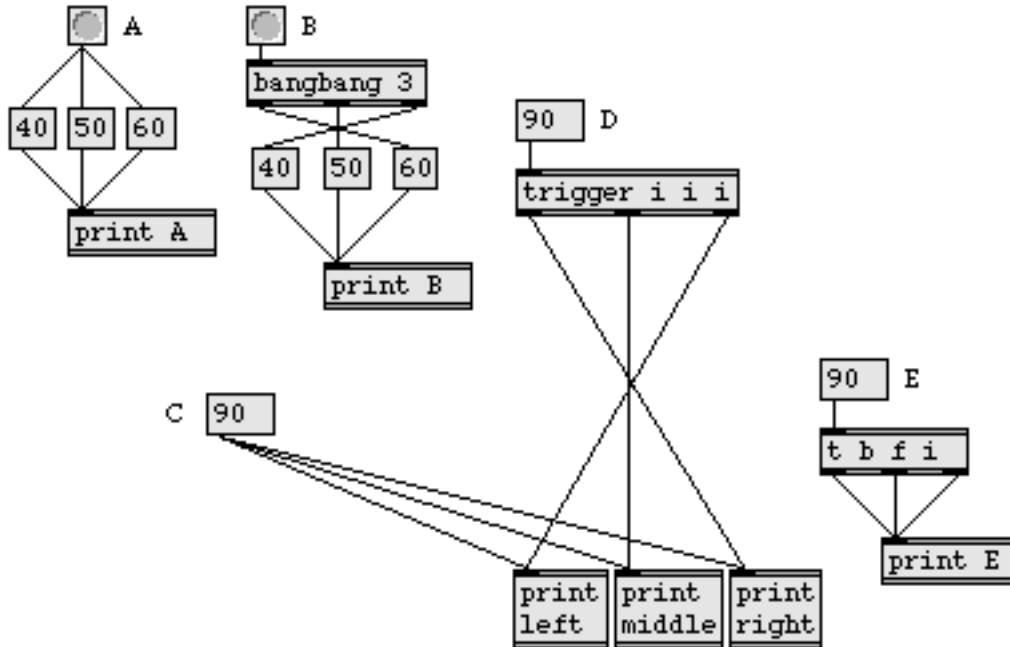 A
B
bangbang 3
40
50
60
40
50
60
print A
print B
90
D
trigger i i i
C
90
90
E
t b f i
print E
print
left
print
middle
print
right